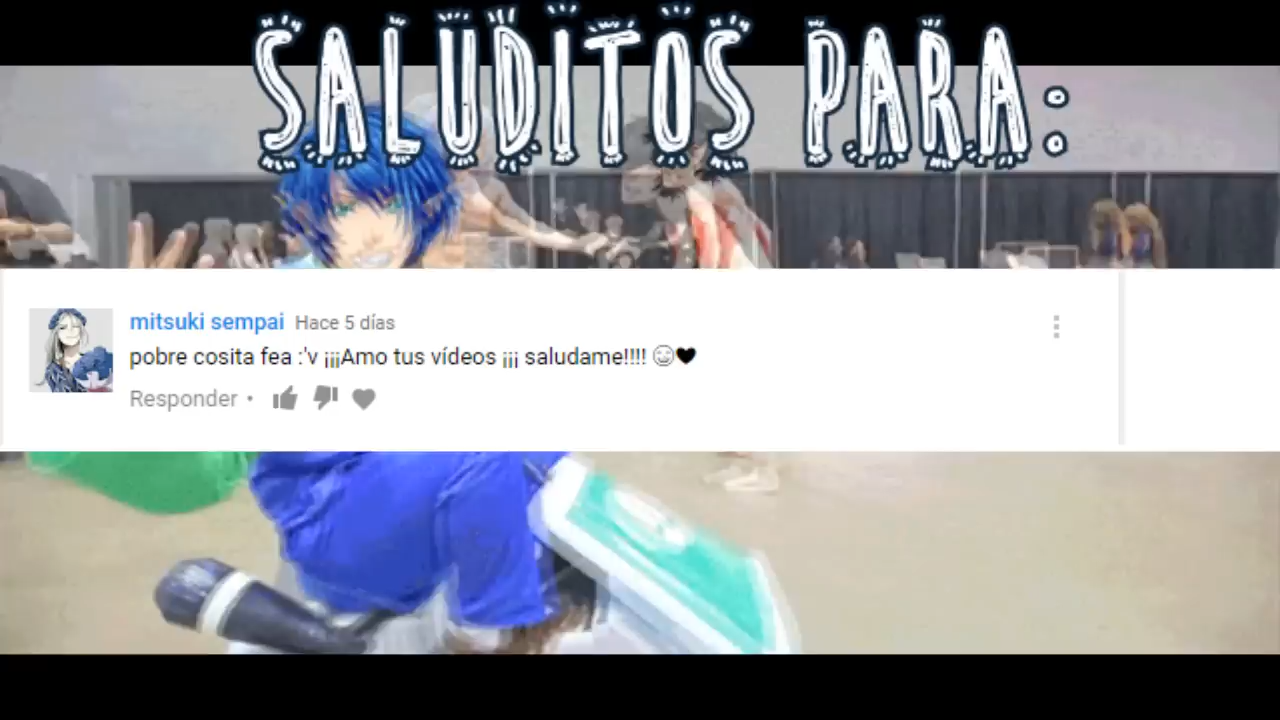 SALUDITOS PARA:
mitsuki sempai Hace 5 días
pobre cosita fea :'v ¡¡¡Amo tus vídeos ¡¡¡ saludame!!!! 😊♥
Responder •